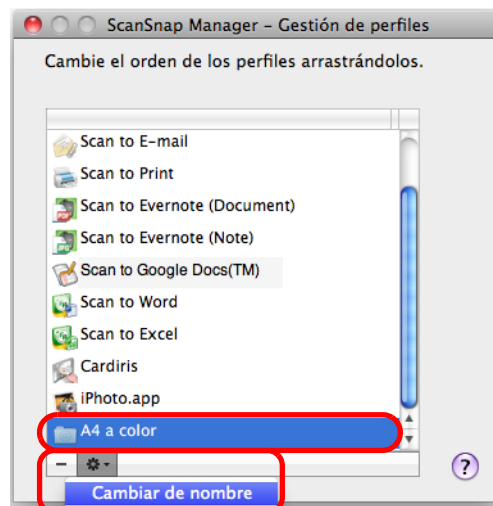 ScanSnap Manager – Gestión de perfiles
Cambie el orden de los perfiles arrastrándolos.
Scan to E-mail
Scan to Print
Scan to Evernote (Document)
Scan to Evernote (Note)
Scan to Google Docs(TM)
Scan to Word
Scan to Excel
Cardiris
iPhoto.app
A4 a color
?
Cambiar de nombre